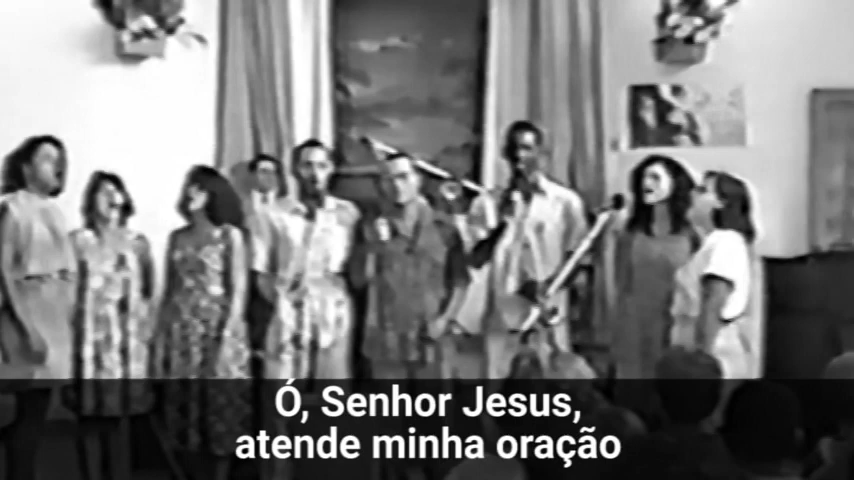 Ó, Senhor Jesus,
atende minha oração